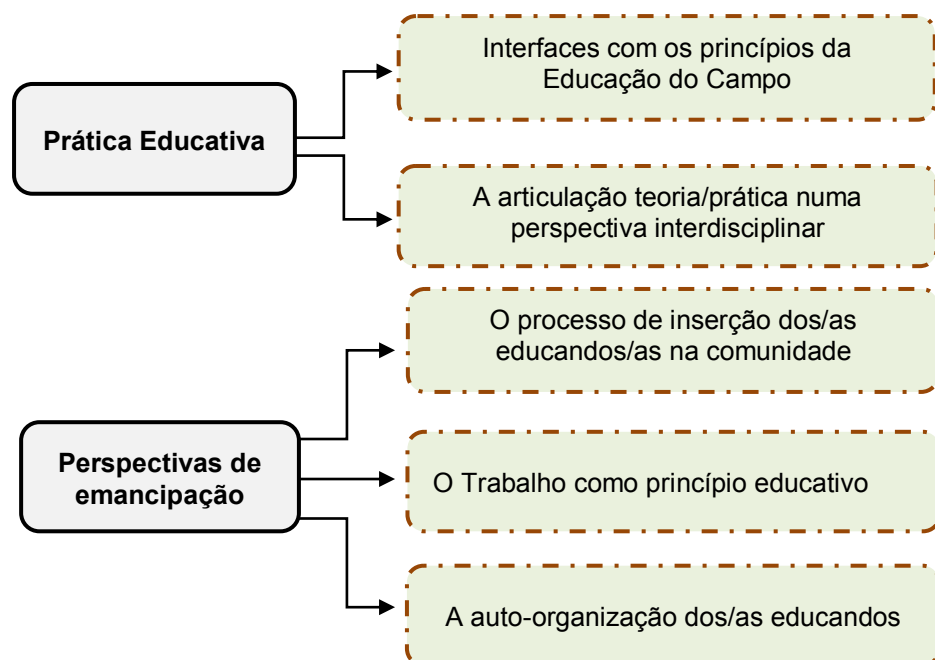 Prática Educativa
Interfaces com os princípios da
Educação do Campo
A articulação teoria/prática numa
perspectiva interdisciplinar
Perspectivas de
emancipação
O processo de inserção dos/as
educandos/as na comunidade
O Trabalho como princípio educativo
A auto-organização dos/as educandos